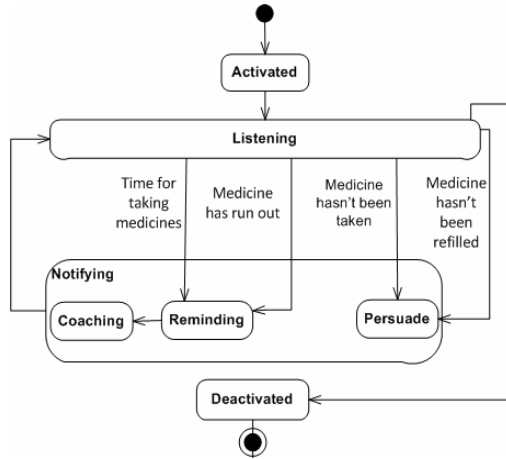 Activated
Listening
Time for
taking
medicines
Medicine
has run out
Medicine
hasn't been
taken
Medicine
hasn't
been
refilled
Notifying
Coaching
Reminding
Persuade
Deactivated